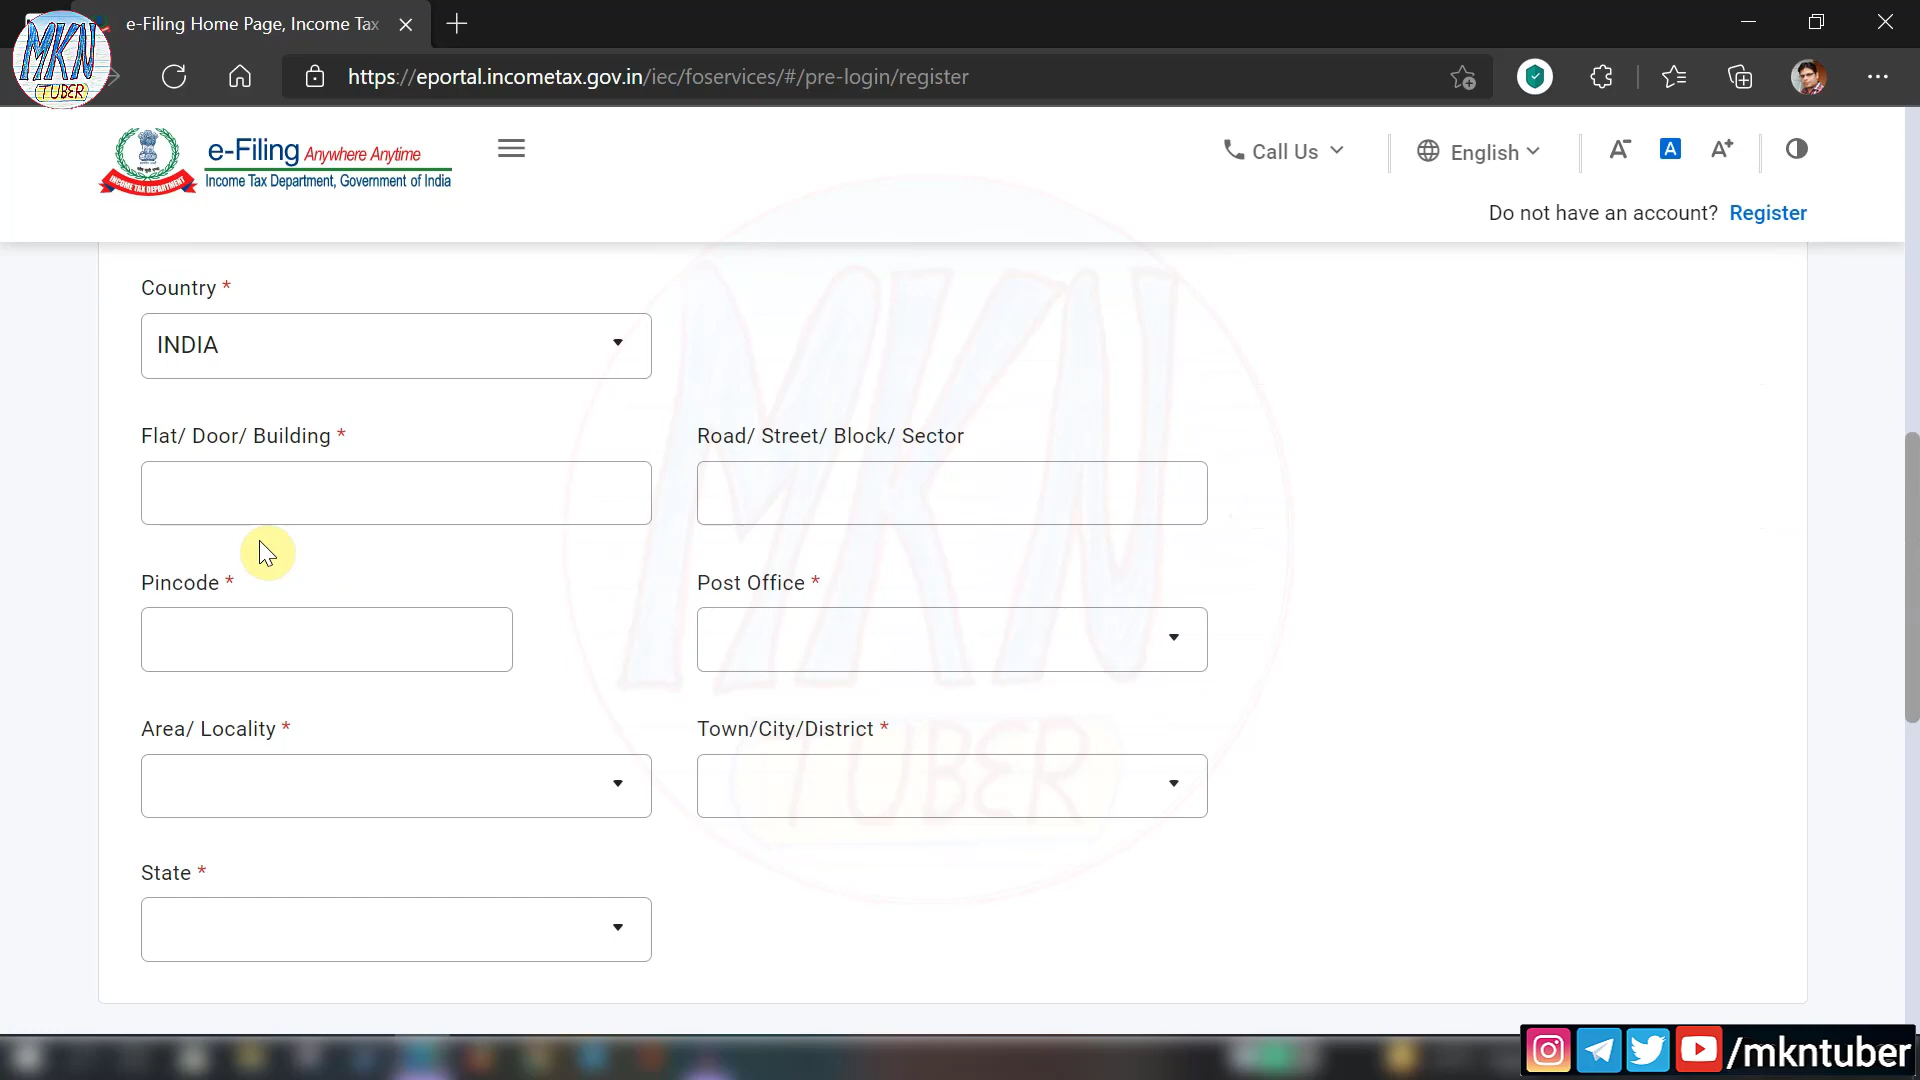 e-Filing Home Page, Income Tax
MKN
TUBER
https://eportal.incometax.gov.in/iec/foservices/#/pre-login/register
e-Filing Anywhere Anytime
Income Tax Department, Government of India
INCOME TAX DEPARTMENT
Call Us
English
A-
A
A+
Do not have an account? Register
Country *
INDIA
Flat/ Door/ Building *
Road/ Street/ Block/ Sector
Pincode *
Post Office *
Area/ Locality *
Town/City/District *
State *
MKN
TUBER
/mkntuber